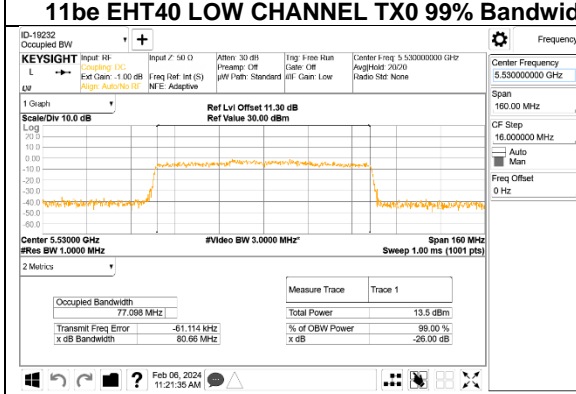 11be EHT40 LOW CHANNEL TX0 99% Bandwid
ID-19232
Occupied BW
Frequency
KEYSIGHT Input: RF Input Z: 50 Ω Atten: 30 dB Trig: Free Run Center Freq: 5.530000000 GHz
L Coupling: DC Preamp: Off Gate: Off Avg|Hold: 20/20
Ext Gain: -1.00 dB Freq Ref: Int (S) µW Path: Standard #IF Gain: Low Radio Std: None
Align: Auto/No RF NFE: Adaptive
Center Frequency
5.530000000 GHz
Span
160.00 MHz
CF Step
16.000000 MHz
Auto
Man
Freq Offset
0 Hz
1 Graph
Ref Lvl Offset 11.30 dB
Scale/Div 10.0 dB Ref Value 30.00 dBm
Log
20.0
10.0
0.00
-10.0
-20.0
-30.0
-40.0
-50.0
-60.0
Center 5.53000 GHz #Video BW 3.0000 MHz* Span 160 MHz
#Res BW 1.0000 MHz Sweep 1.00 ms (1001 pts)
2 Metrics
Measure Trace Trace 1
Occupied Bandwidth
77.098 MHz Total Power 13.5 dBm
Transmit Freq Error -61.114 kHz % of OBW Power 99.00 %
x dB Bandwidth 80.66 MHz x dB -26.00 dB
Feb 06, 2024
11:21:35 AM